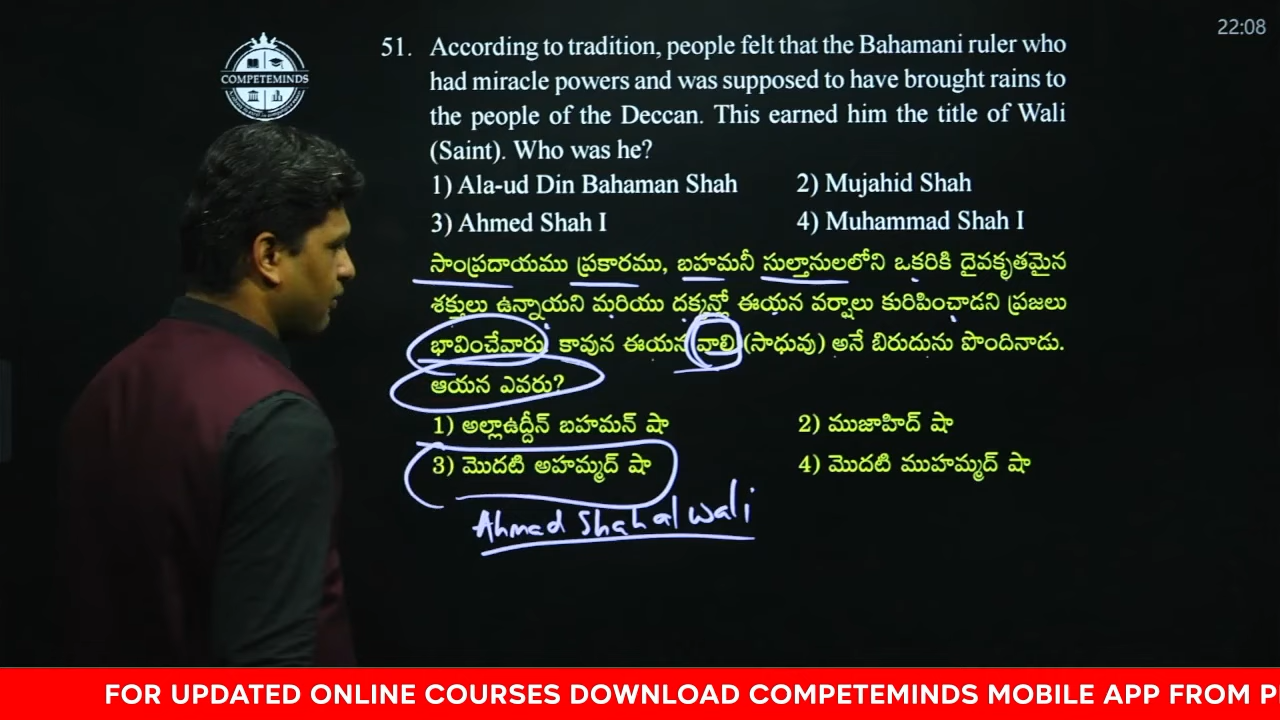 22:08
COMPETEMINDS
51. According to tradition, people felt that the Bahamani ruler who
had miracle powers and was supposed to have brought rains to
the people of the Deccan. This earned him the title of Wali
(Saint). Who was he?
1) Ala-ud Din Bahaman Shah 2) Mujahid Shah
3) Ahmed Shah I 4) Muhammad Shah I
సాంప్రదాయము ప్రకారము, బహమనీ సుల్తానులలోని ఒకరికి దైవకృతమైన
శక్తులు ఉన్నాయని మరియు దక్కన్లో ఈయన వర్షాలు కురిపించాడని ప్రజలు
భావించేవారు. కావున ఈయన వాలి (సాధువు) అనే బిరుదును పొందినాడు.
ఆయన ఎవరు?
1) అల్లాఉద్దీన్ బహమన్ షా 2) ముజాహిద్ షా
3) మొదటి అహమ్మద్ షా 4) మొదటి ముహమ్మద్ షా
Ahmed Shah al wali
FOR UPDATED ONLINE COURSES DOWNLOAD COMPETEMINDS MOBILE APP FROM P